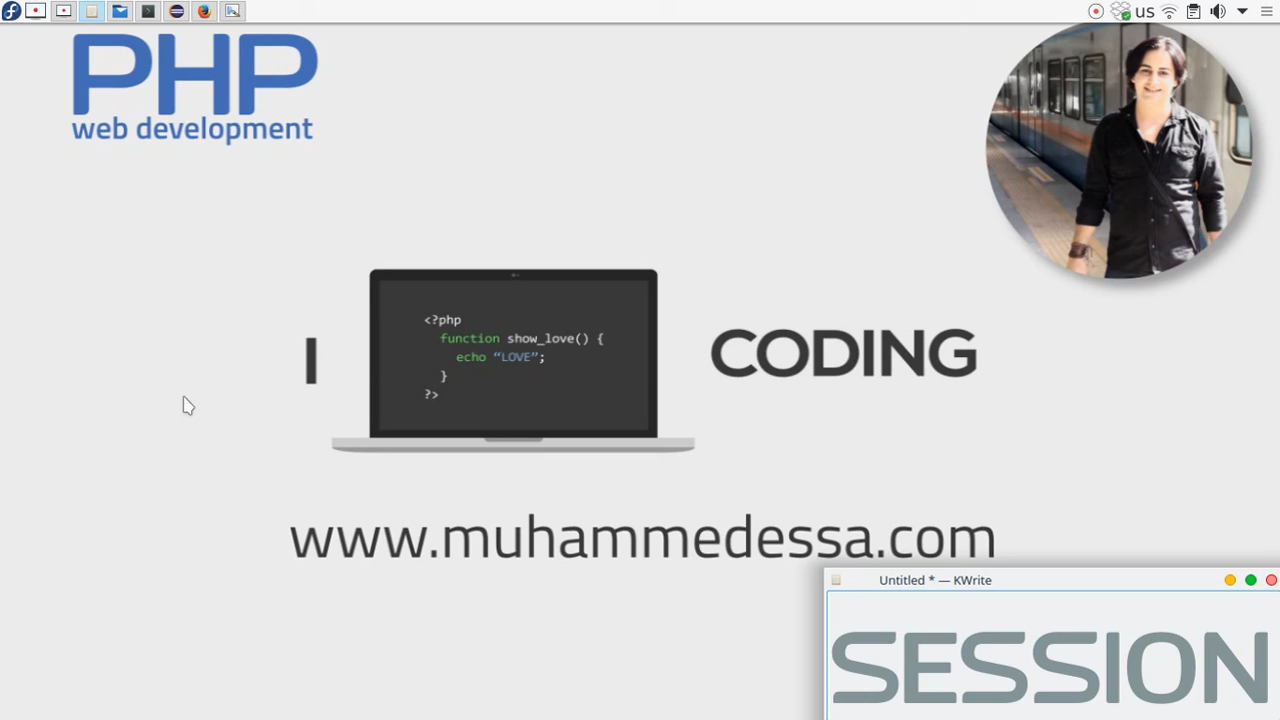 us
PHP
web development
<?php
function show_love() {
echo “LOVE”;
}
?>
I
CODING
www.muhammedessa.com
Untitled * — KWrite
SESSION